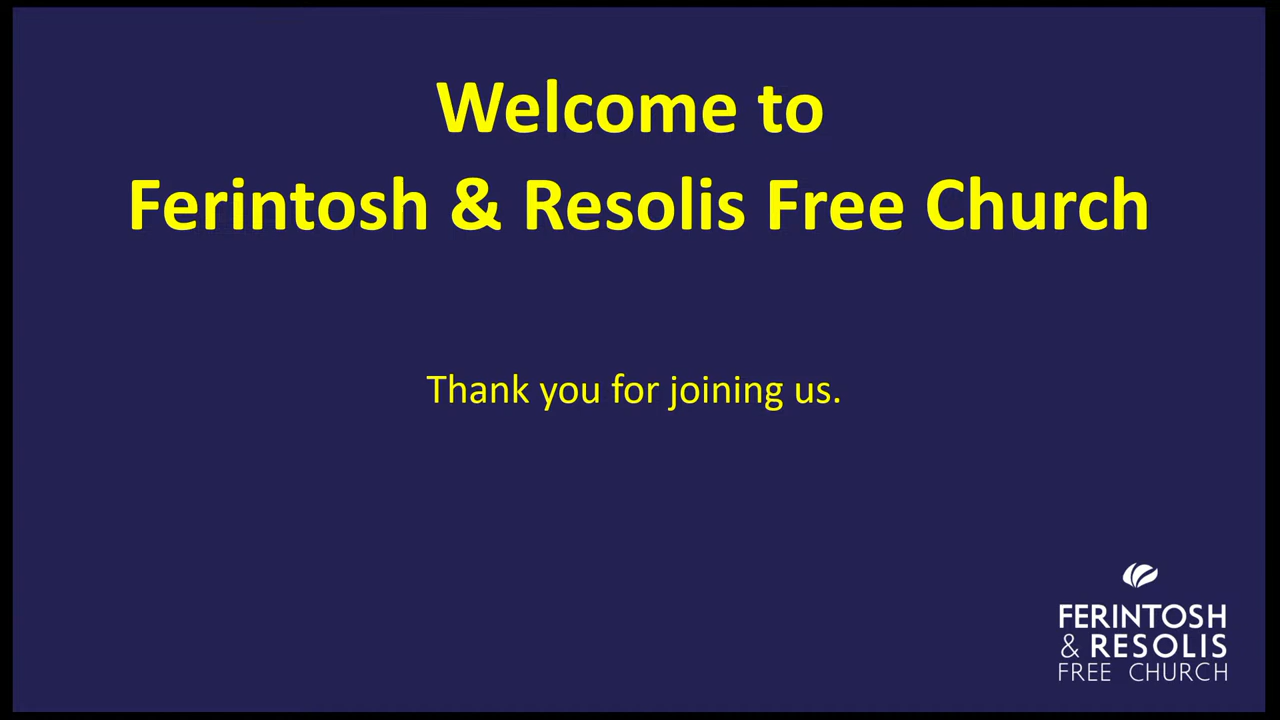 Welcome to
Ferintosh & Resolis Free Church
Thank you for joining us.
FERINTOSH
& RESOLIS
FREE CHURCH